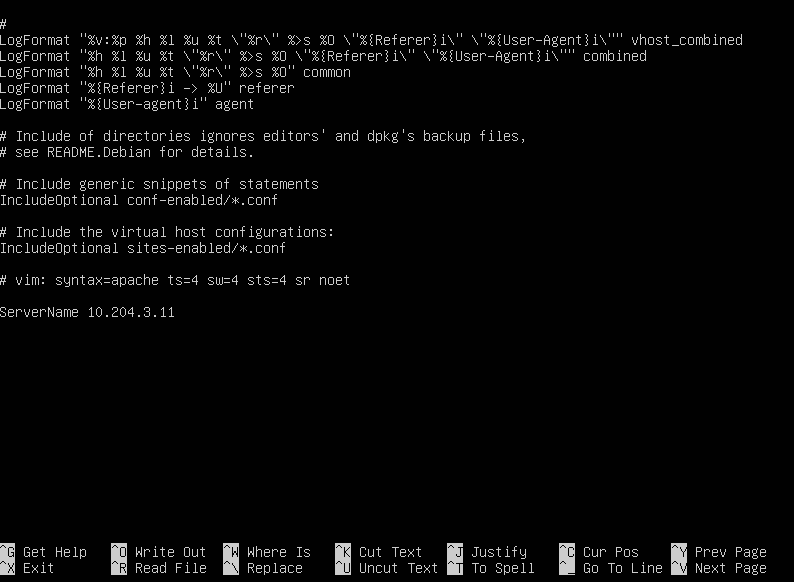 #
LogFormat "%v:%p %h %l %u %t \"%r\" %>s %O \"%{Referer}i\" \"%{User-Agent}i\"" vhost_combined
LogFormat "%h %l %u %t \"%r\" %>s %O \"%{Referer}i\" \"%{User-Agent}i\"" combined
LogFormat "%h %l %u %t \"%r\" %>s %O" common
LogFormat "%{Referer}i -> %U" referer
LogFormat "%{User-agent}i" agent
# Include of directories ignores editors' and dpkg's backup files,
# see README.Debian for details.
# Include generic snippets of statements
IncludeOptional conf-enabled/*.conf
# Include the virtual host configurations:
IncludeOptional sites-enabled/*.conf
# vim: syntax=apache ts=4 sw=4 sts=4 sr noet
ServerName 10.204.3.11
^G Get Help ^O Write Out ^W Where Is ^K Cut Text ^J Justify ^C Cur Pos ^Y Prev Page
^X Exit ^R Read File ^\ Replace ^U Uncut Text ^T To Spell ^_ Go To Line ^V Next Page